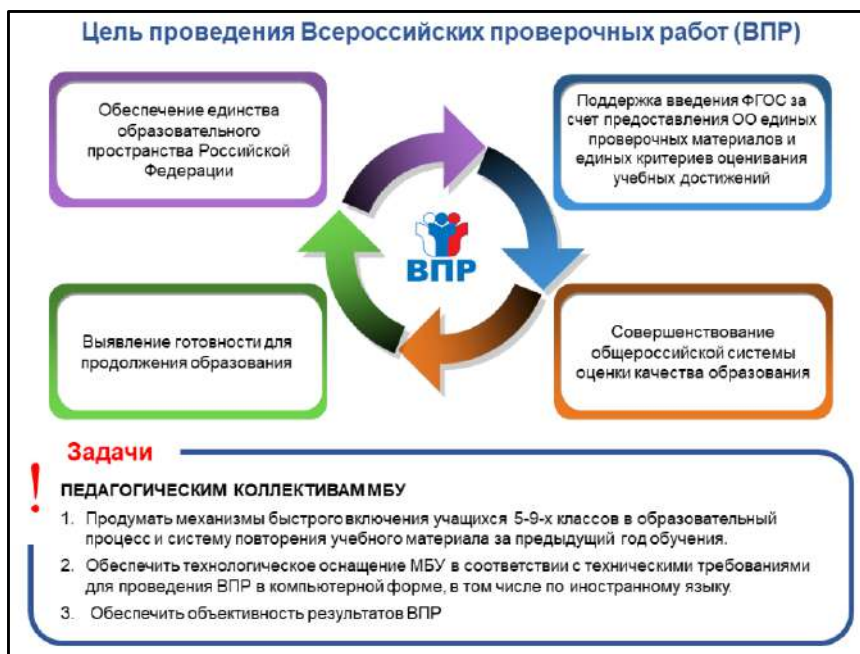 Цель проведения Всероссийских проверочных работ (ВПР)
Обеспечение единства
образовательного
пространства Российской
Федерации
Поддержка введения ФГОС за
счет предоставления ОО единых
проверочных материалов и
единых критериев оценивания
учебных достижений
ВПР
Выявление готовности для
продолжения образования
Совершенствование
общероссийской системы
оценки качества образования
Задачи
!
ПЕДАГОГИЧЕСКИМ КОЛЛЕКТИВАМ МБУ
1. Продумать механизмы быстрого включения учащихся 5-9-х классов в образовательный
процесс и систему повторения учебного материала за предыдущий год обучения.
2. Обеспечить технологическое оснащение МБУ в соответствии с техническими требованиями
для проведения ВПР в компьютерной форме, в том числе по иностранному языку.
3. Обеспечить объективность результатов ВПР